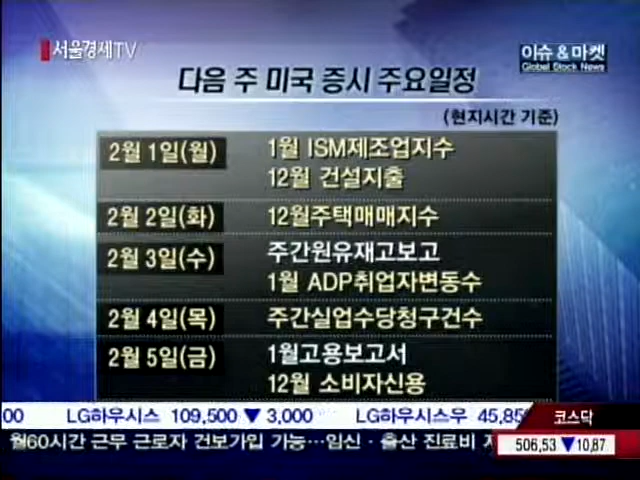 서울경제TV
이슈&마켓
Global Stock News
다음 주 미국 증시 주요일정
(현지시간 기준)
2월 1일(월) 1월 ISM제조업지수
12월 건설지출
2월 2일(화) 12월주택매매지수
2월 3일(수) 주간원유재고보고
1월 ADP취업자변동수
2월 4일(목) 주간실업수당청구건수
2월 5일(금) 1월고용보고서
12월 소비자신용
00 LG하우시스 109,500 ▼ 3,000 LG하우시스우 45,85 코스닥
월60시간 근무 근로자 건보가입 가능…임신·출산 진료비 506,53 ▼10,87